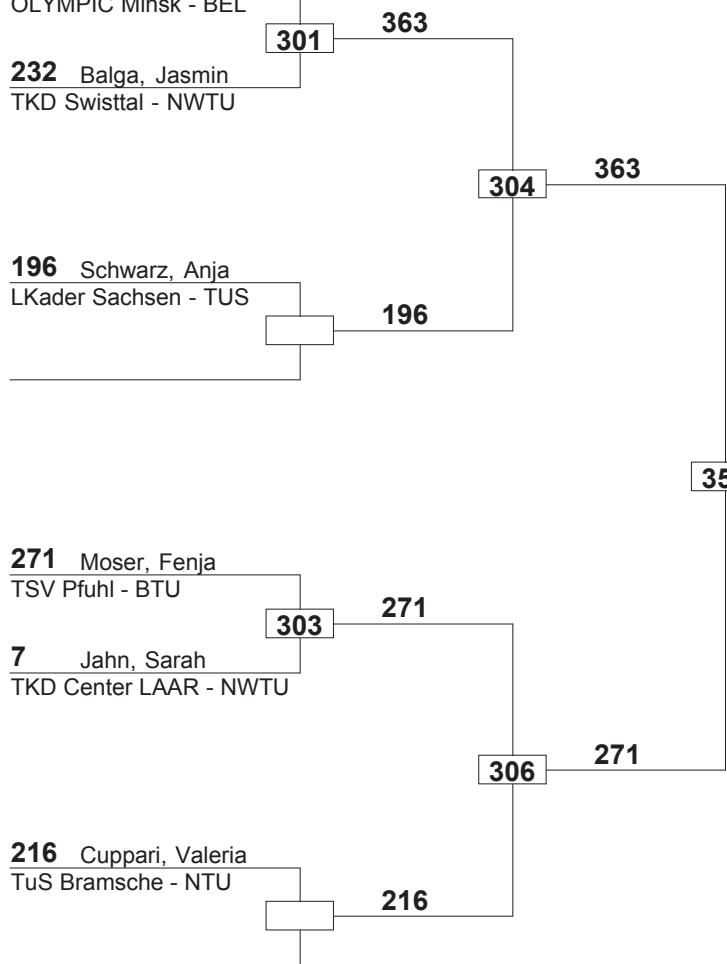 OLYMPIC Minsk - BEL
363
301
232 Balga, Jasmin
TKD Swisttal - NWTU
363
304
196 Schwarz, Anja
LKader Sachsen - TUS
196
35
271 Moser, Fenja
TSV Pfuhl - BTU
271
303
7 Jahn, Sarah
TKD Center LAAR - NWTU
271
306
216 Cuppari, Valeria
TuS Bramsche - NTU
216